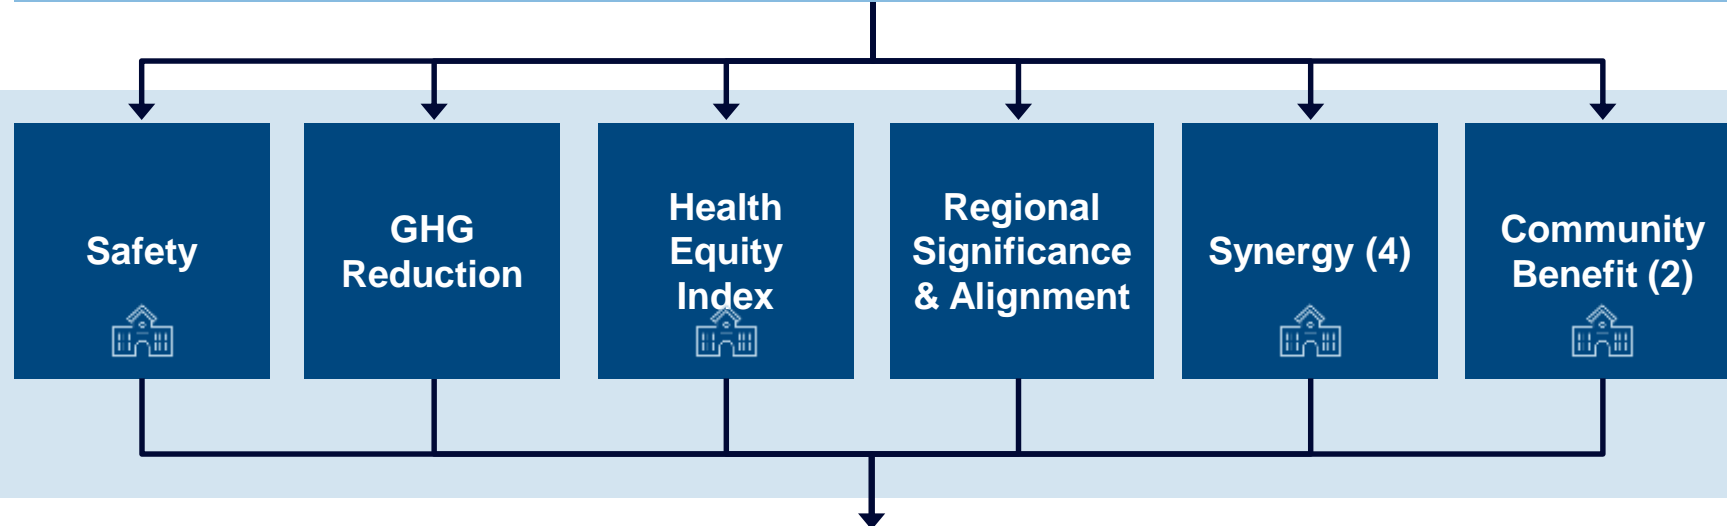 Safety
GHG
Reduction
Health
Equity
Index
Regional
Significance
& Alignment
Synergy (4)
Community
Benefit (2)